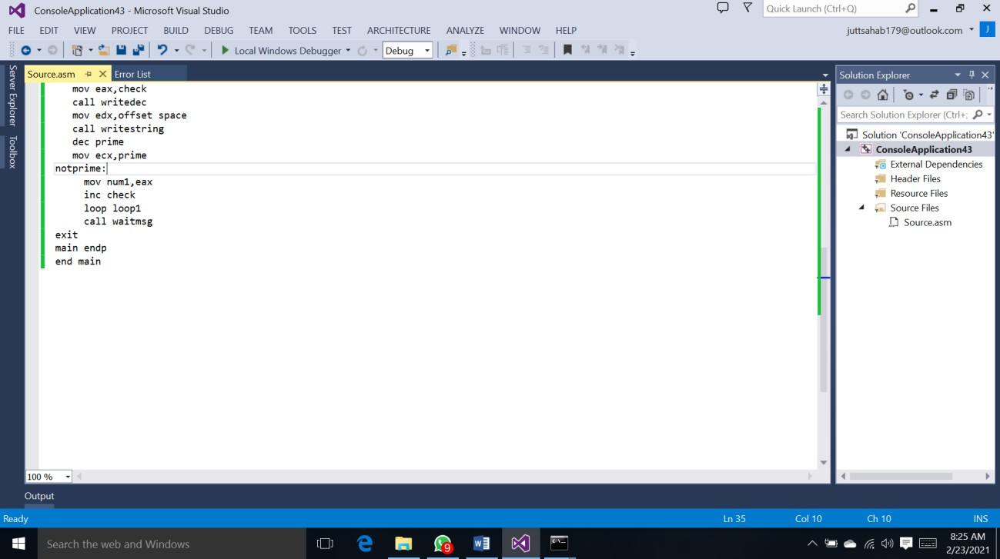 ConsoleApplication43 - Microsoft Visual Studio
Quick Launch (Ctrl+Q)
FILE EDIT VIEW PROJECT BUILD DEBUG TEAM TOOLS TEST ARCHITECTURE ANALYZE WINDOW HELP
juttsahab179@outlook.com J
Local Windows Debugger Debug
Server Explorer
Toolbox
Source.asm Error List
mov eax,check
call writedec
mov edx,offset space
call writestring
dec prime
mov ecx,prime
notprime:
mov num1,eax
inc check
loop loop1
call waitmsg
exit
main endp
end main
100 %
Solution Explorer
Search Solution Explorer (Ctrl+;
Solution 'ConsoleApplication43'
ConsoleApplication43
External Dependencies
Header Files
Resource Files
Source Files
Source.asm
Output
Ready Ln 35 Col 10 Ch 10 INS
Search the web and Windows
9
8:25 AM
2/23/2021